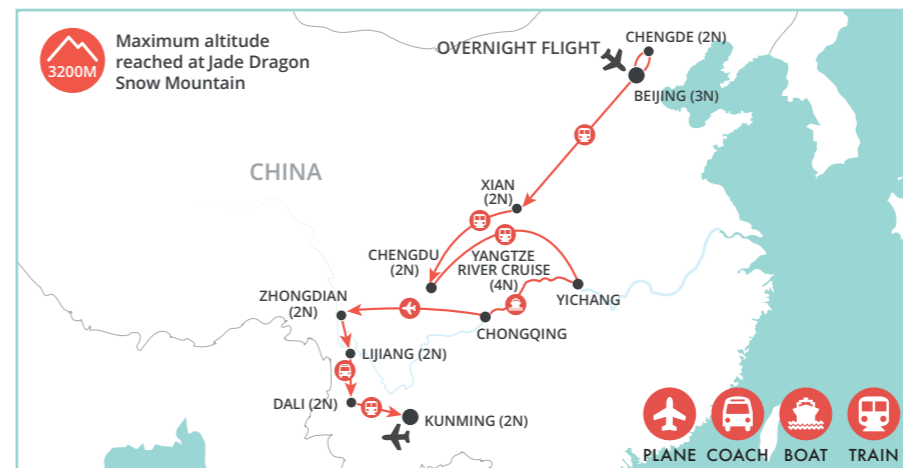 3200M
Maximum altitude
reached at Jade Dragon
Snow Mountain
OVERNIGHT FLIGHT
CHENGDE (2N)
BEIJING (3N)
CHINA
XIAN
(2N)
CHENGDU
(2N)
YANGTZE
RIVER CRUISE
(4N)
YICHANG
ZHONGDIAN
(2N)
CHONGQING
LIJIANG (2N)
DALI (2N)
KUNMING (2N)
PLANE COACH BOAT TRAIN